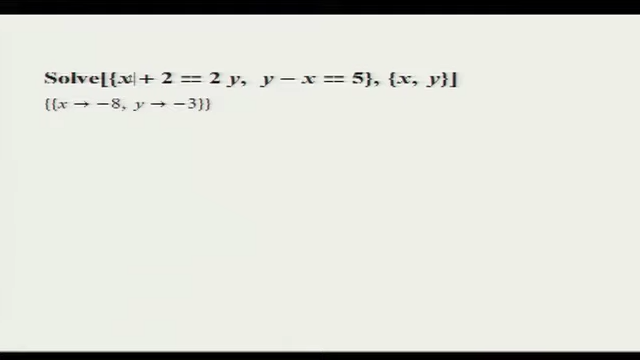 Solve[{x + 2 == 2 y, y − x == 5}, {x, y}]
{{x → −8, y → −3}}